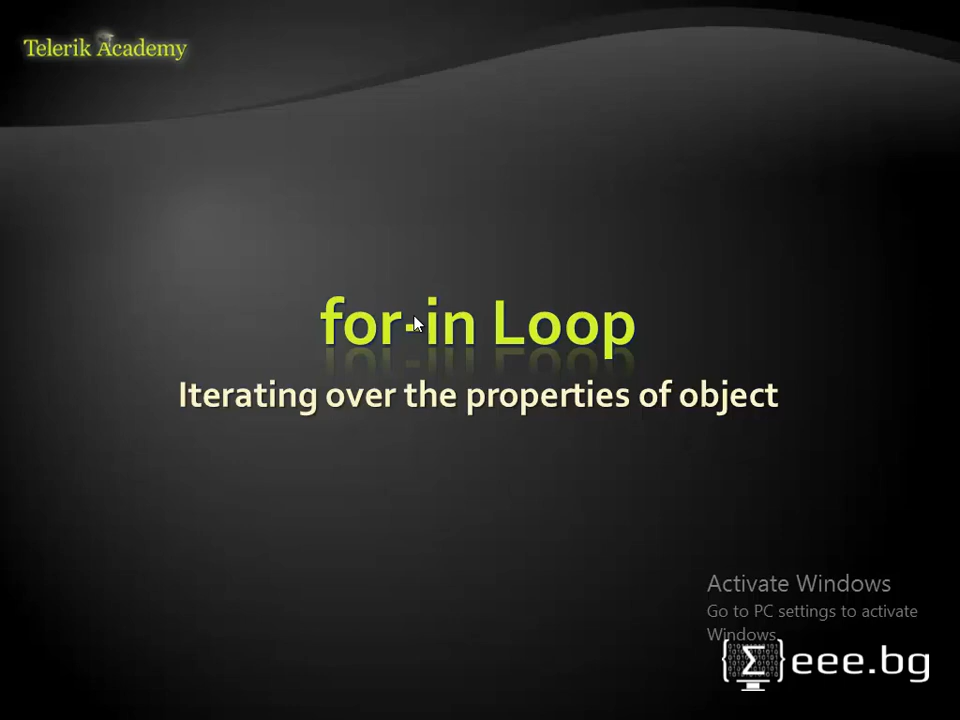 Telerik Academy
for-in Loop
Iterating over the properties of object
Activate Windows
Go to PC settings to activate
Windows.
{Σ}eee.bg